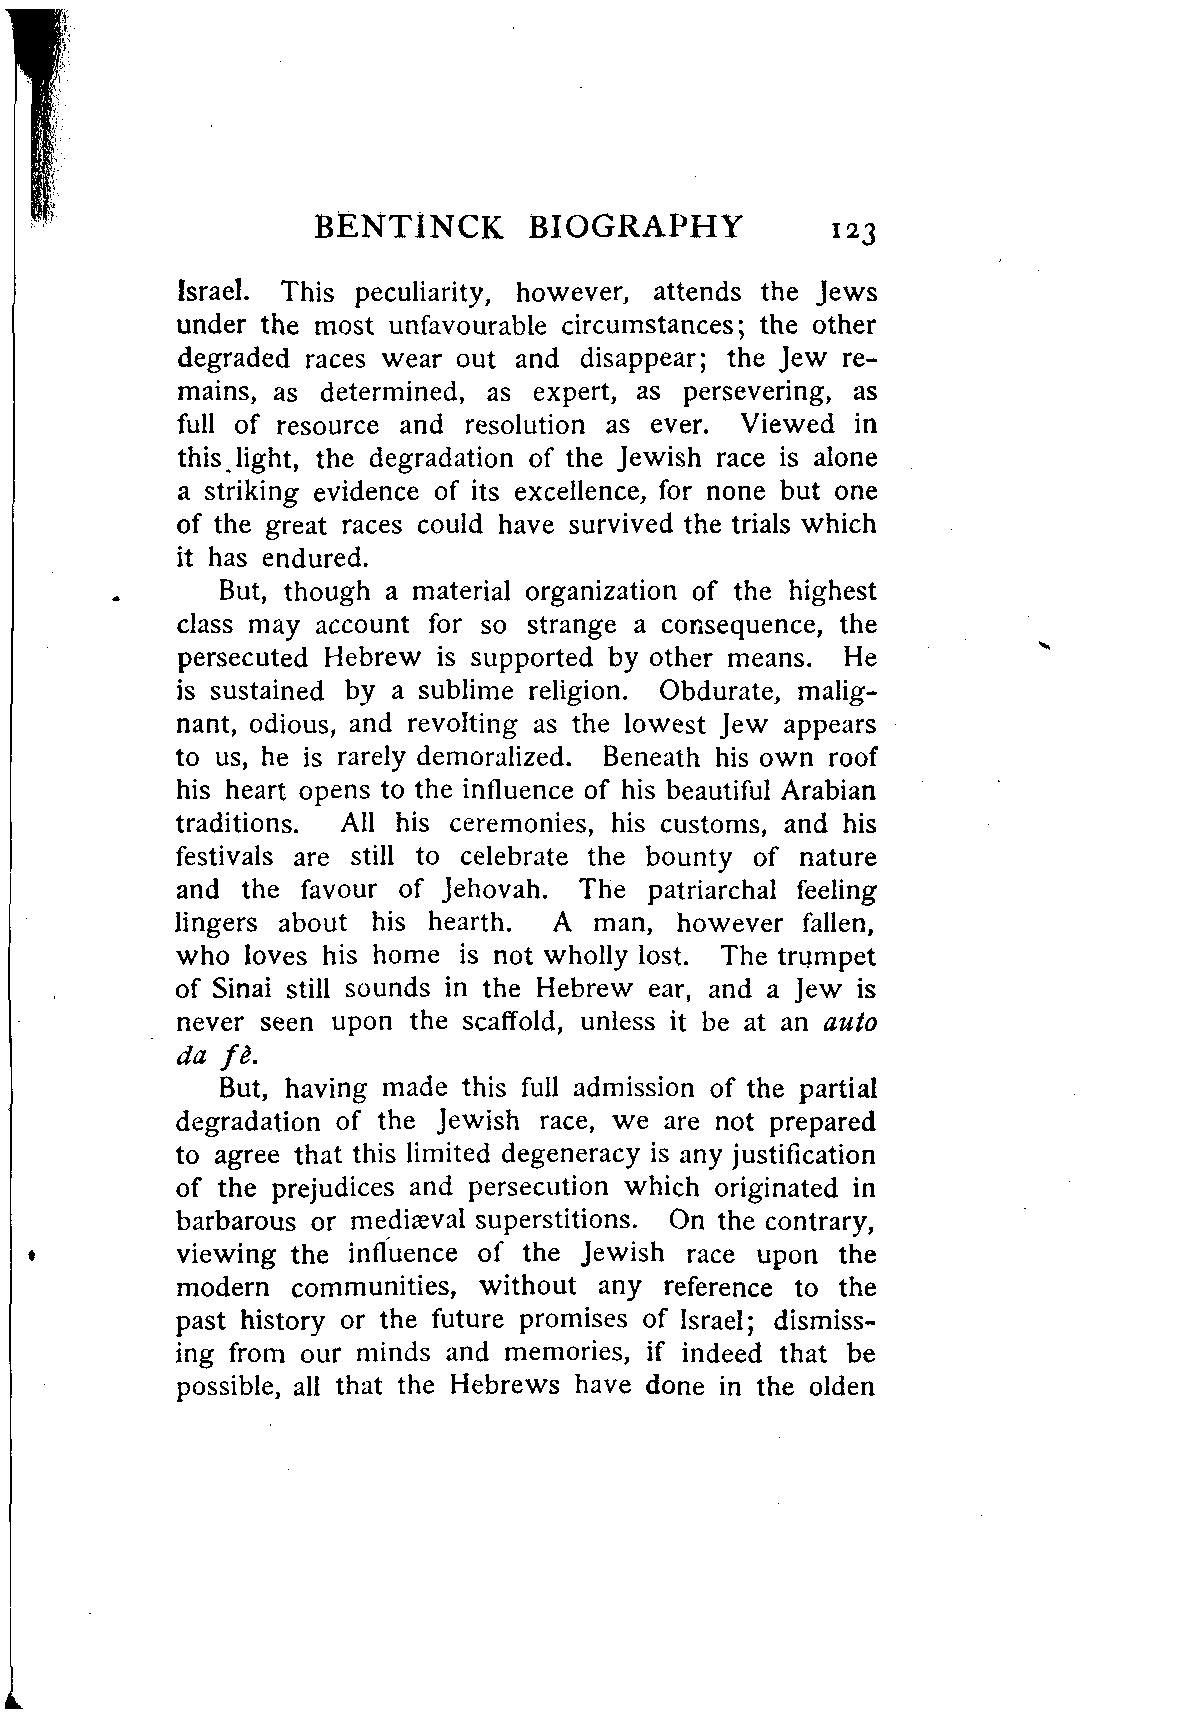 BENTINCK BIOGRAPHY 123
Israel. This peculiarity, however, attends the Jews
under the most unfavourable circumstances; the other
degraded races wear out and disappear; the Jew re-
mains, as determined, as expert, as persevering, as
full of resource and resolution as ever. Viewed in
this light, the degradation of the Jewish race is alone
a striking evidence of its excellence, for none but one
of the great races could have survived the trials which
it has endured.
But, though a material organization of the highest
class may account for so strange a consequence, the
persecuted Hebrew is supported by other means. He
is sustained by a sublime religion. Obdurate, malig-
nant, odious, and revolting as the lowest Jew appears
to us, he is rarely demoralized. Beneath his own roof
his heart opens to the influence of his beautiful Arabian
traditions. All his ceremonies, his customs, and his
festivals are still to celebrate the bounty of nature
and the favour of Jehovah. The patriarchal feeling
lingers about his hearth. A man, however fallen,
who loves his home is not wholly lost. The trumpet
of Sinai still sounds in the Hebrew ear, and a Jew is
never seen upon the scaffold, unless it be at an auto
da fè.
But, having made this full admission of the partial
degradation of the Jewish race, we are not prepared
to agree that this limited degeneracy is any justification
of the prejudices and persecution which originated in
barbarous or mediæval superstitions. On the contrary,
viewing the influence of the Jewish race upon the
modern communities, without any reference to the
past history or the future promises of Israel; dismiss-
ing from our minds and memories, if indeed that be
possible, all that the Hebrews have done in the olden